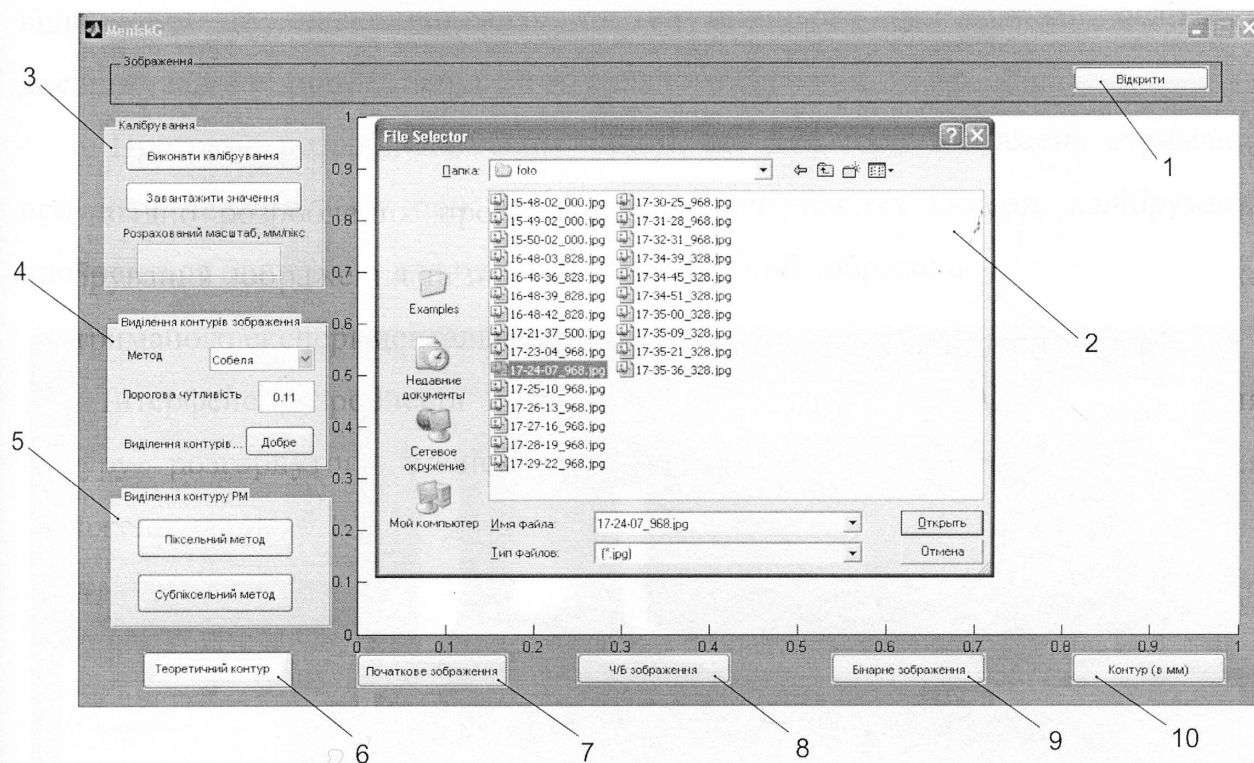 MeniskG
Зображення
Відкрити
3
Калібрування
Виконати калібрування
Завантажити значення
Розрахований масштаб, мм/пікс.
4
Виділення контурів зображення
Метод
Собеля
Порогова чутливість
0.11
Виділення контурів...
Добре
5
Виділення контуру РМ
Піксельний метод
Субпіксельний метод
Теоретичний контур
1
0.9
0.8
0.7
0.6
0.5
0.4
0.3
0.2
0.1
0
File Selector
Папка:
foto
Examples
Недавние документы
Сетевое окружение
Мой компьютер
15-48-02_000.jpg
15-49-02_000.jpg
15-50-02_000.jpg
16-48-03_828.jpg
16-48-36_828.jpg
16-48-39_828.jpg
16-48-42_828.jpg
17-21-37_500.jpg
17-23-04_968.jpg
17-24-07_968.jpg
17-25-10_968.jpg
17-26-13_968.jpg
17-27-16_968.jpg
17-28-19_968.jpg
17-29-22_968.jpg
17-30-25_968.jpg
17-31-28_968.jpg
17-32-31_968.jpg
17-34-39_328.jpg
17-34-45_328.jpg
17-34-51_328.jpg
17-35-00_328.jpg
17-35-09_328.jpg
17-35-21_328.jpg
17-35-36_328.jpg
Имя файла:
17-24-07_968.jpg
Открыть
Тип файлов:
(*.jpg)
Отмена
1
2
0 0.1 0.2 0.3 0.4 0.5 0.6 0.7 0.8 0.9 1
Початкове зображення
Ч/Б зображення
Бінарне зображення
Контур (в мм)
6
7
8
9
10